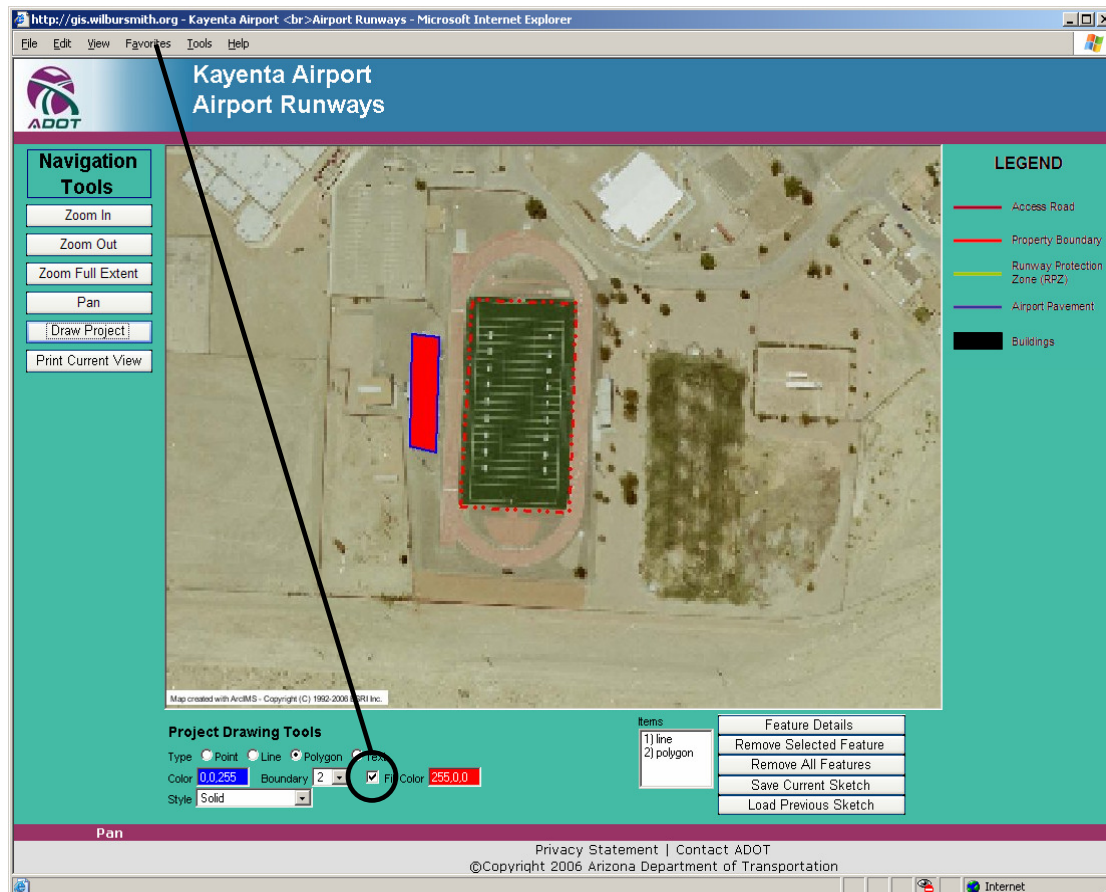 http://gis.wilbursmith.org - Kayenta Airport <br>Airport Runways - Microsoft Internet Explorer
File Edit View Favorites Tools Help
ADOT
Kayenta Airport
Airport Runways
Navigation
Tools
Zoom In
Zoom Out
Zoom Full Extent
Pan
Draw Project
Print Current View
LEGEND
Access Road
Property Boundary
Runway Protection
Zone (RPZ)
Airport Pavement
Buildings
Map created with ArcIMS - Copyright (C) 1992-2006 ESRI Inc.
Project Drawing Tools
Type Point Line Polygon Text
Color 0,0,255 Boundary 2 Fill Color 255,0,0
Style Solid
Items
1) line
2) polygon
Feature Details
Remove Selected Feature
Remove All Features
Save Current Sketch
Load Previous Sketch
Pan
Privacy Statement | Contact ADOT
©Copyright 2006 Arizona Department of Transportation
Internet